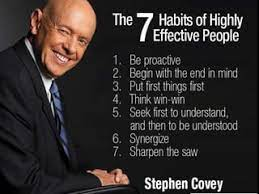 The 7 Habits of Highly
Effective People
1. Be proactive
2. Begin with the end in mind
3. Put first things first
4. Think win-win
5. Seek first to understand,
and then to be understood
6. Synergize
7. Sharpen the saw
Stephen Covey